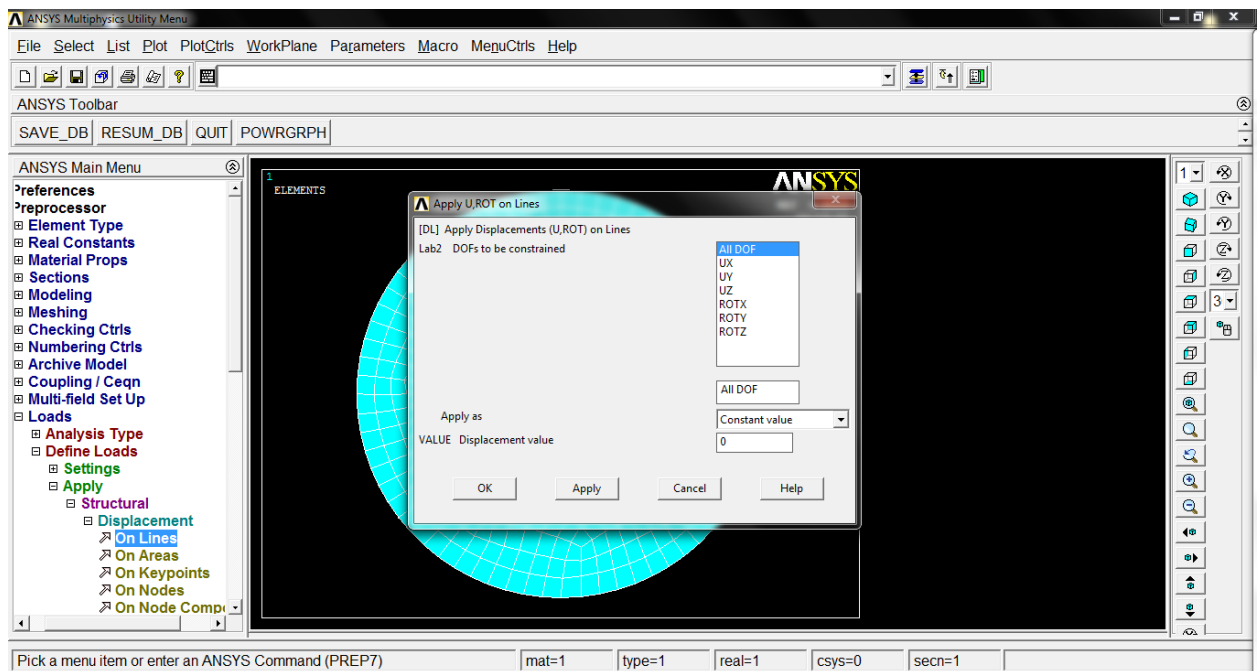 ANSYS Multiphysics Utility Menu
File Select List Plot PlotCtrls WorkPlane Parameters Macro MenuCtrls Help
ANSYS Toolbar
SAVE_DB RESUM_DB QUIT POWRGRPH
ANSYS Main Menu
Preferences
Preprocessor
Element Type
Real Constants
Material Props
Sections
Modeling
Meshing
Checking Ctrls
Numbering Ctrls
Archive Model
Coupling / Ceqn
Multi-field Set Up
Loads
Analysis Type
Define Loads
Settings
Apply
Structural
Displacement
On Lines
On Areas
On Keypoints
On Nodes
On Node Compo
1
ELEMENTS
ANSYS
Apply U,ROT on Lines
[DL] Apply Displacements (U,ROT) on Lines
Lab2 DOFs to be constrained
All DOF
UX
UY
UZ
ROTX
ROTY
ROTZ
All DOF
Apply as Constant value
VALUE Displacement value 0
OK Apply Cancel Help
1
3
Pick a menu item or enter an ANSYS Command (PREP7) mat=1 type=1 real=1 csys=0 secn=1